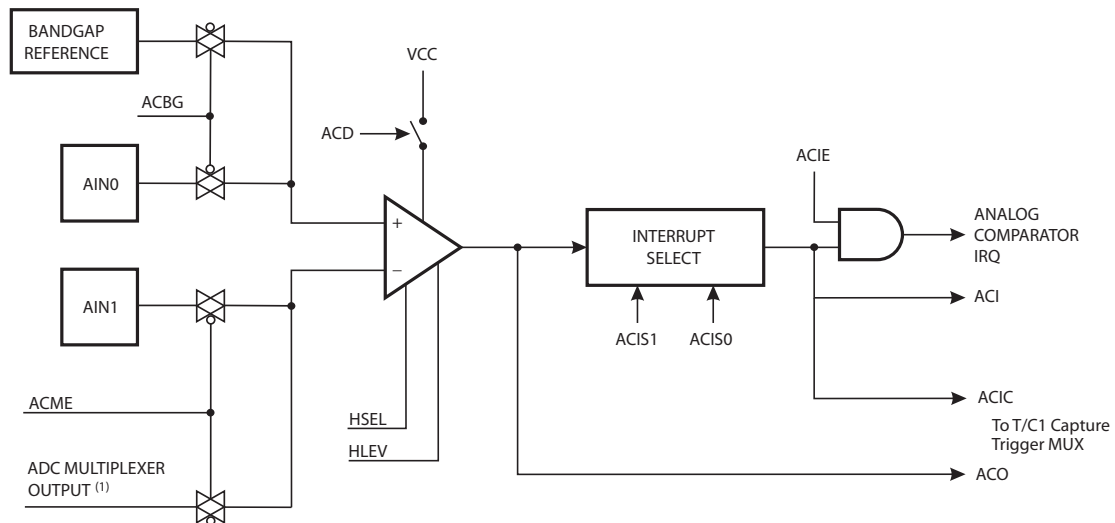 BANDGAP
REFERENCE
ACBG
AIN0
AIN1
ACME
ADC MULTIPLEXER
OUTPUT (1)
VCC
ACD
+
−
HSEL
HLEV
INTERRUPT
SELECT
ACIS1 ACIS0
ACIE
ANALOG
COMPARATOR
IRQ
ACI
ACIC
To T/C1 Capture
Trigger MUX
ACO